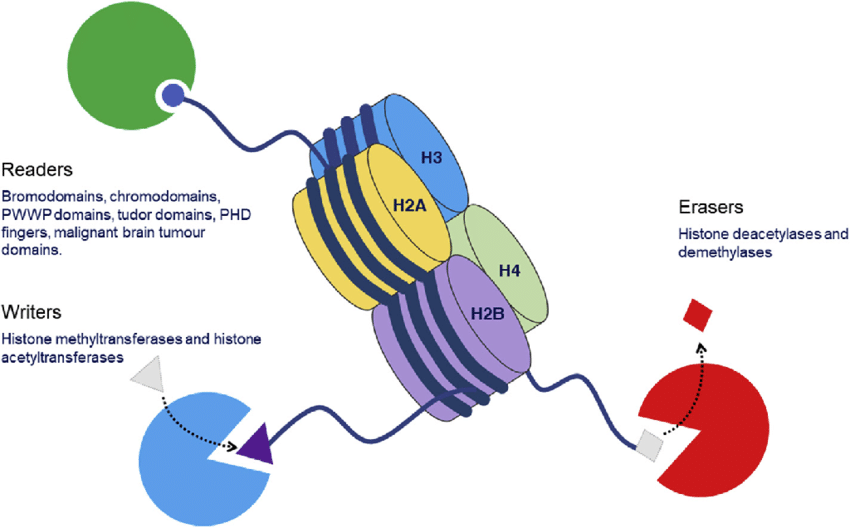 Readers
Bromodomains, chromodomains,
PWWP domains, tudor domains, PHD
fingers, malignant brain tumour
domains.
Writers
Histone methyltransferases and histone
acetyltransferases
H3
H2A
H4
H2B
Erasers
Histone deacetylases and
demethylases